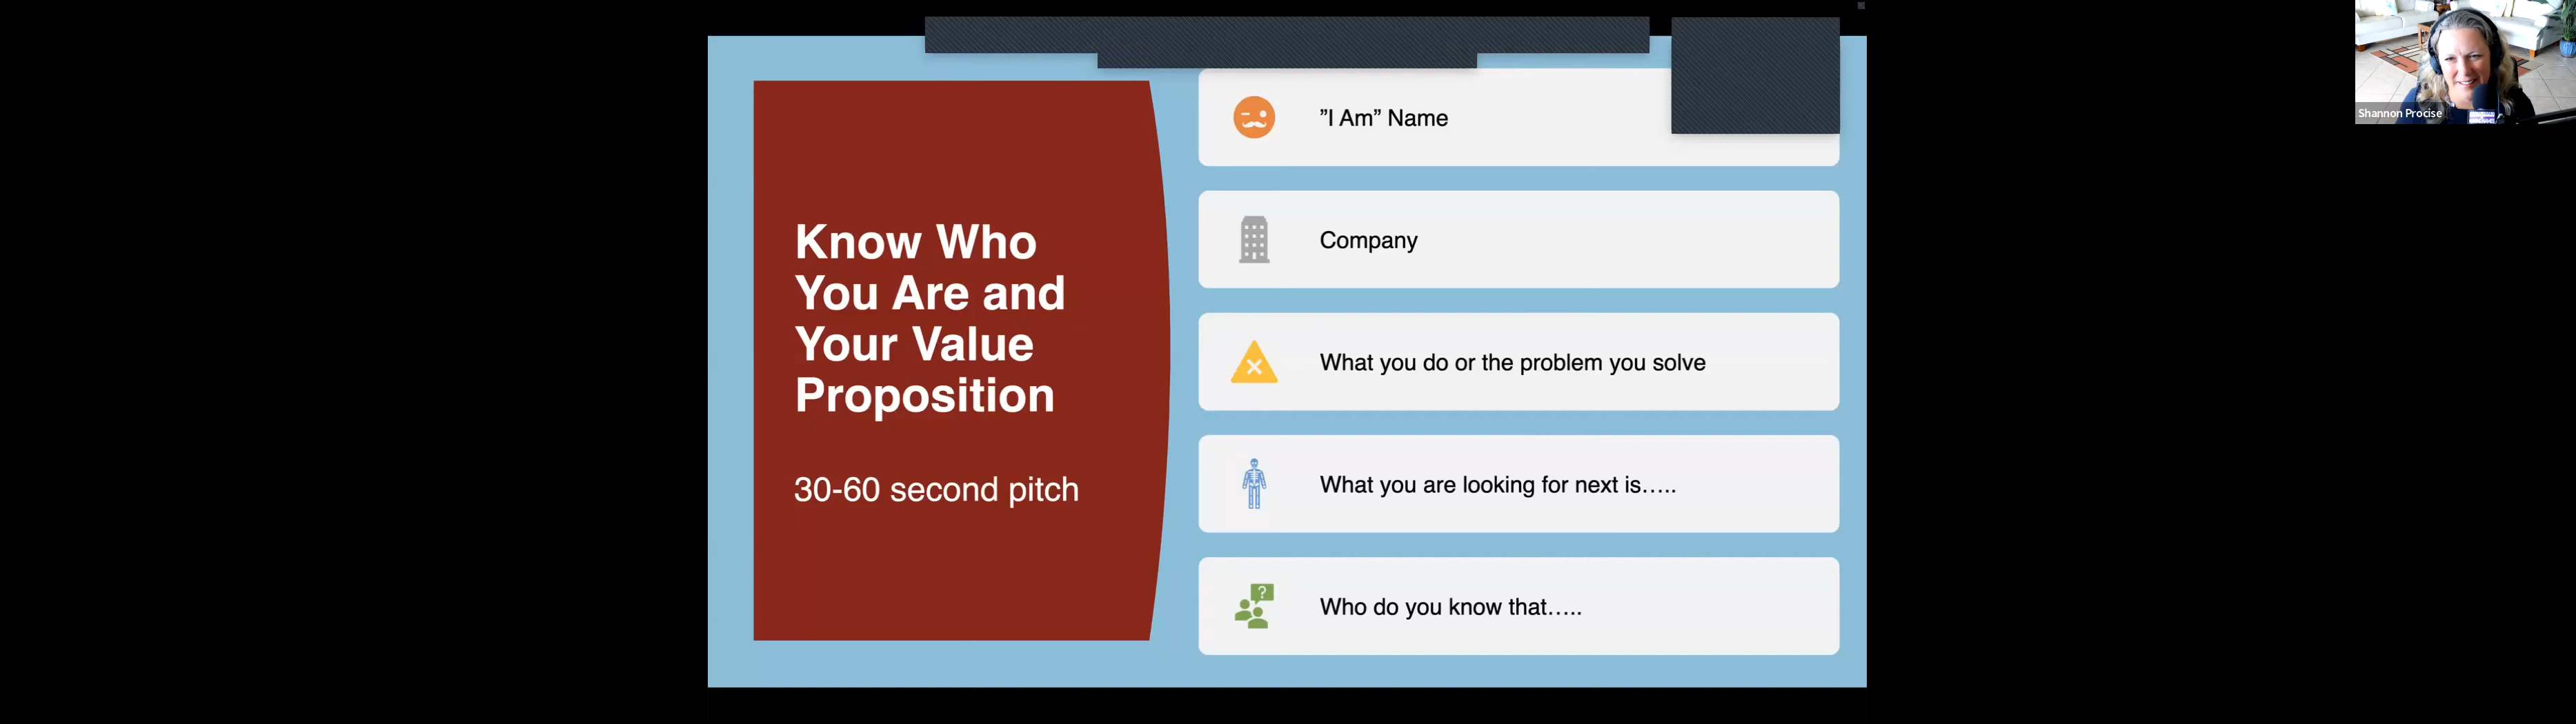 Know Who
You Are and
Your Value
Proposition
30-60 second pitch
”I Am” Name
Company
What you do or the problem you solve
What you are looking for next is…..
Who do you know that…..
?
Shannon Procise